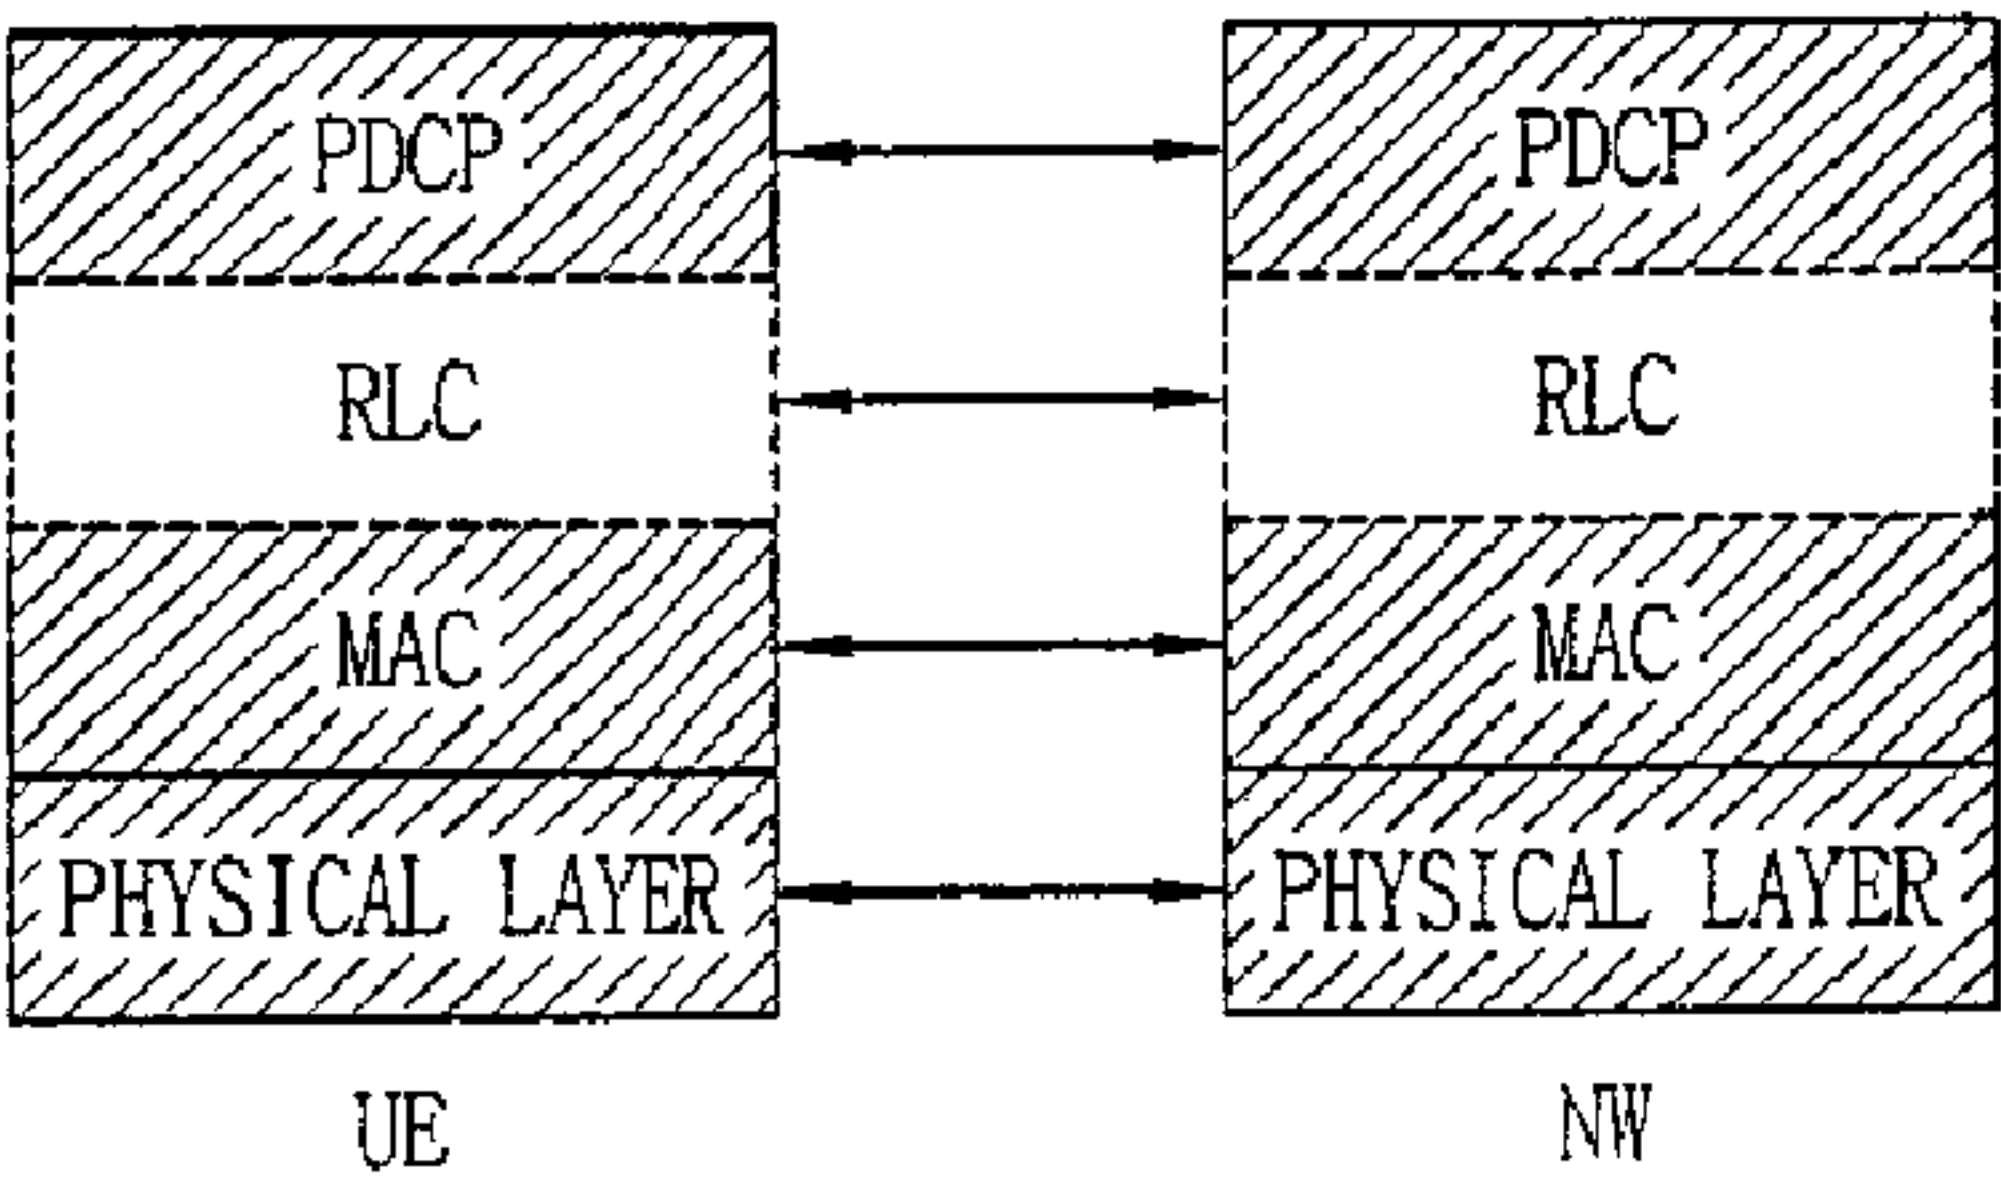 PDCP PDCP
RLC RLC
MAC MAC
PHYSICAL LAYER PHYSICAL LAYER
UE NW